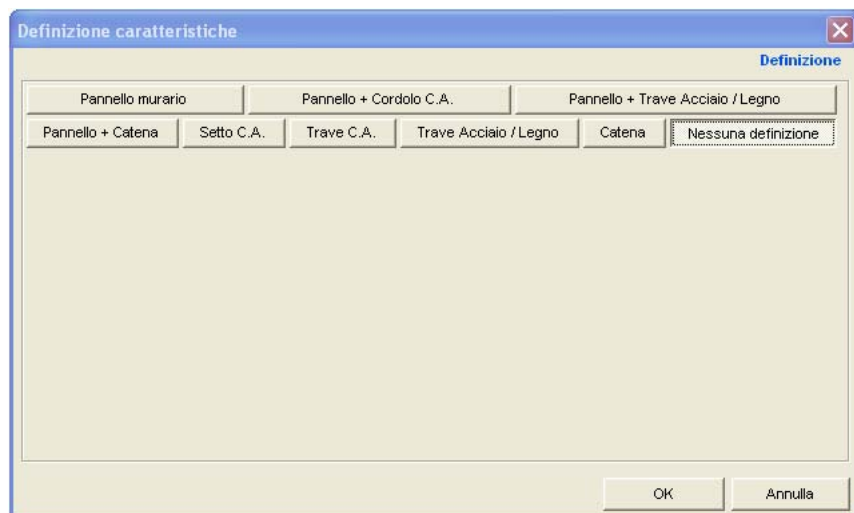 Definizione caratteristiche
Definizione
Pannello murario Pannello + Cordolo C.A. Pannello + Trave Acciaio / Legno
Pannello + Catena Setto C.A. Trave C.A. Trave Acciaio / Legno Catena Nessuna definizione
OK Annulla